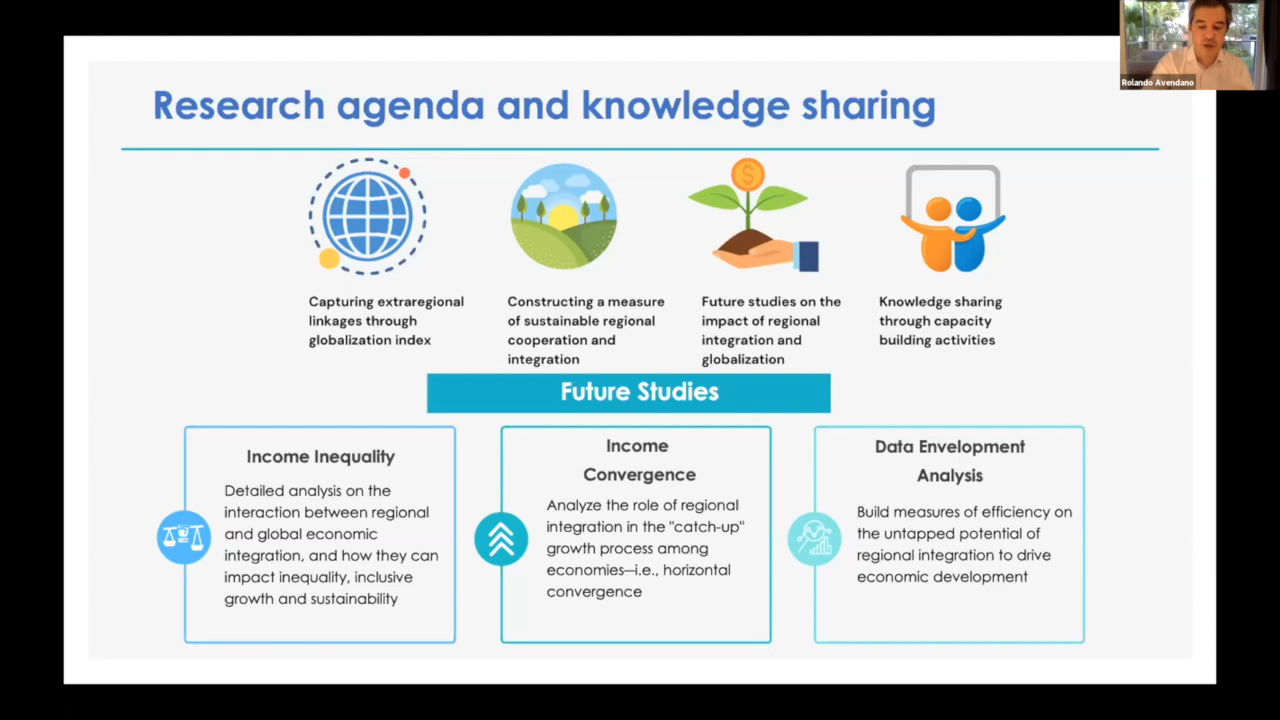 Rolando Avendano
Research agenda and knowledge sharing
Capturing extraregional
linkages through
globalization index
Constructing a measure
of sustainable regional
cooperation and
integration
Future studies on the
impact of regional
integration and
globalization
Knowledge sharing
through capacity
building activities
Future Studies
Income Inequality
Detailed analysis on the
interaction between regional
and global economic
integration, and how they can
impact inequality, inclusive
growth and sustainability
Income
Convergence
Analyze the role of regional
integration in the "catch-up"
growth process among
economies—i.e., horizontal
convergence
Data Envelopment
Analysis
Build measures of efficiency on
the untapped potential of
regional integration to drive
economic development